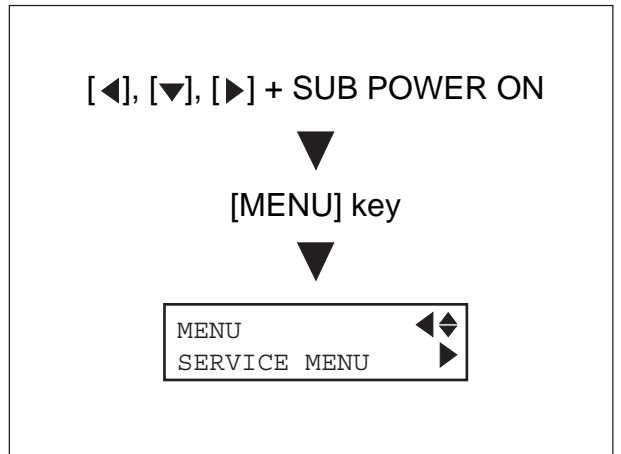 [◀], [▼], [▶] + SUB POWER ON
[MENU] key
MENU
SERVICE MENU